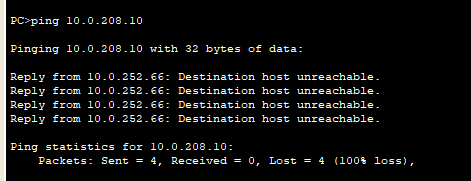 PC>ping 10.0.208.10
Pinging 10.0.208.10 with 32 bytes of data:
Reply from 10.0.252.66: Destination host unreachable.
Reply from 10.0.252.66: Destination host unreachable.
Reply from 10.0.252.66: Destination host unreachable.
Reply from 10.0.252.66: Destination host unreachable.
Ping statistics for 10.0.208.10:
Packets: Sent = 4, Received = 0, Lost = 4 (100% loss),